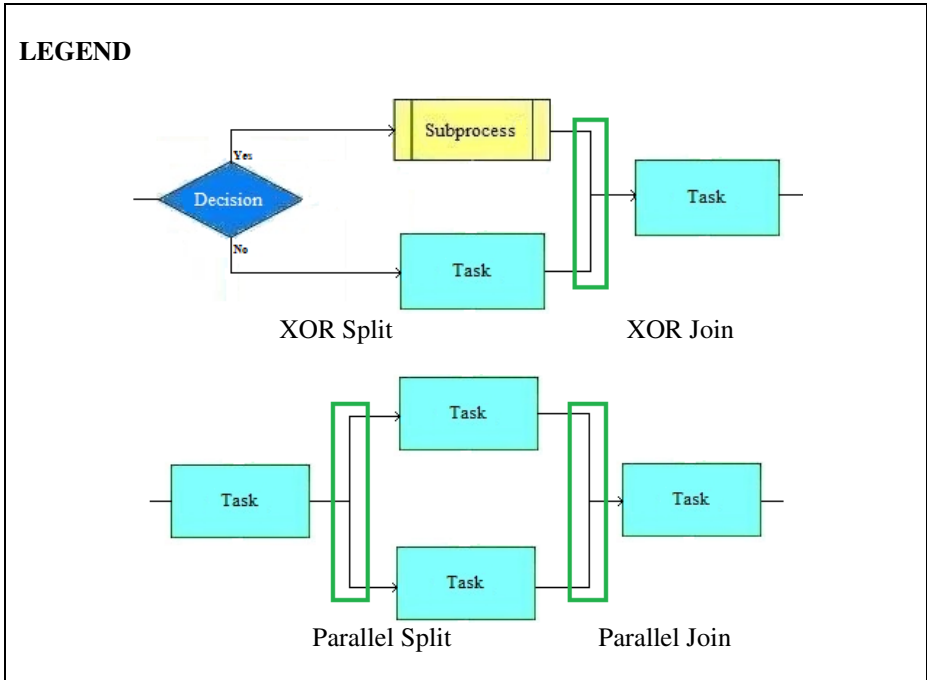 LEGEND
Subprocess
Yes
Decision
Task
No
Task
XOR Split
XOR Join
Task
Task
Task
Task
Parallel Split
Parallel Join